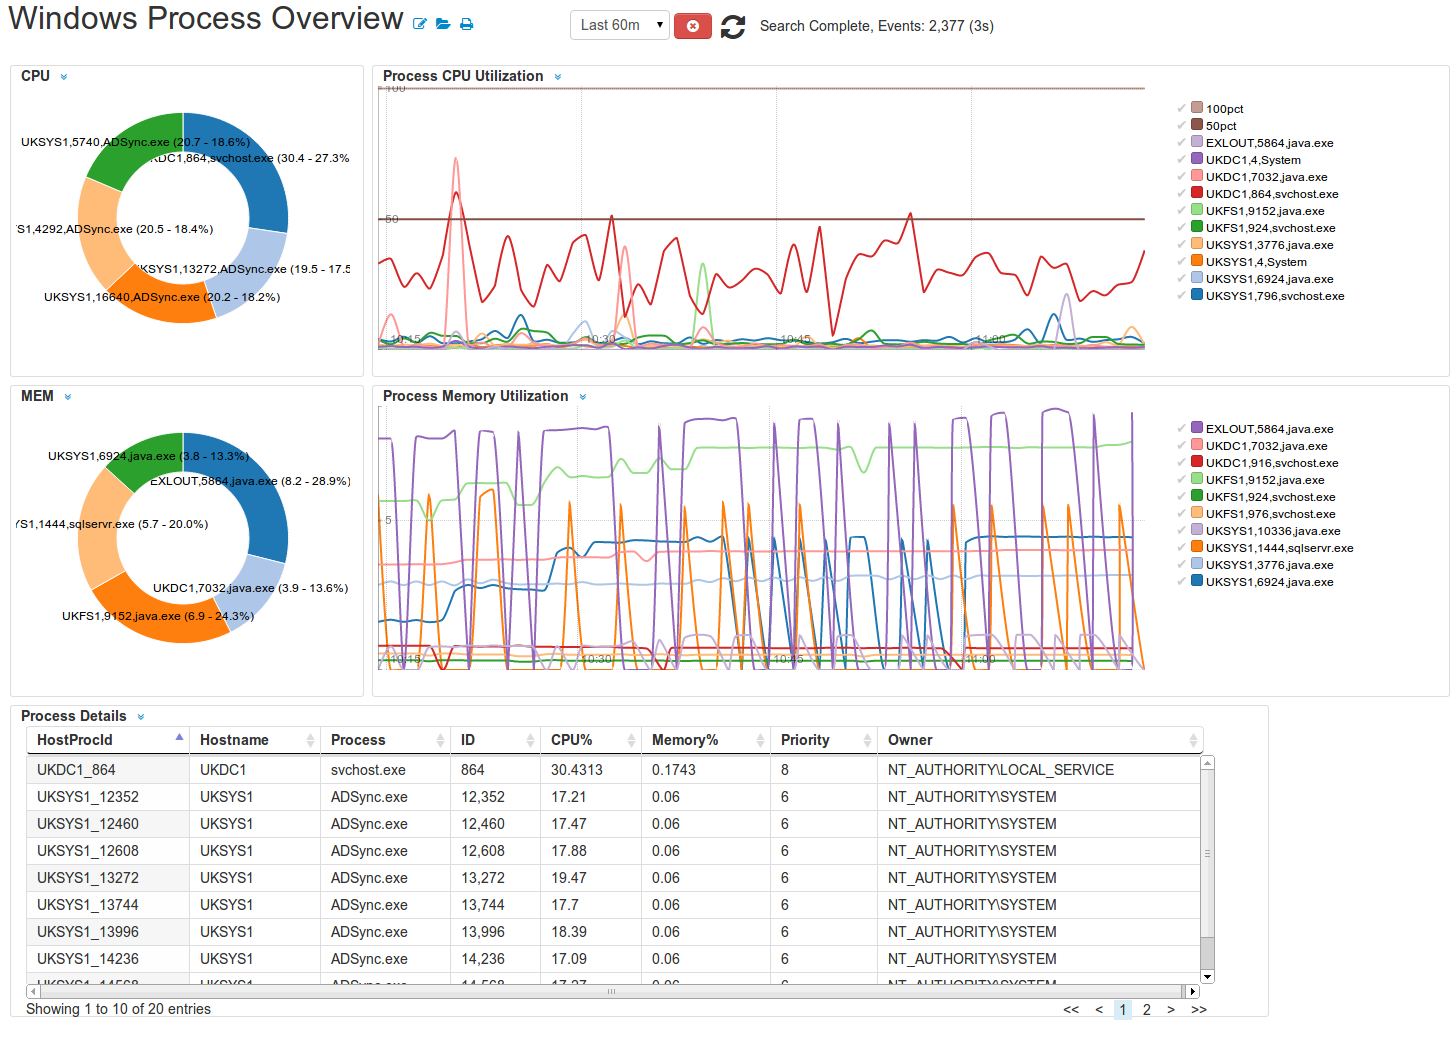 Windows Process Overview
Last 60m
Search Complete, Events: 2,377 (3s)
CPU
UKSYS1,5740,ADSync.exe (20.7 - 18.6%)
KDC1,864,svchost.exe (30.4 - 27.3%
S1,4292,ADSync.exe (20.5 - 18.4%)
KSYS1,13272,ADSync.exe (19.5 - 17.5
UKSYS1,16640,ADSync.exe (20.2 - 18.2%)
Process CPU Utilization
100
50
10:15
10:30
10:45
11:00
100pct
50pct
EXLOUT,5864,java.exe
UKDC1,4,System
UKDC1,7032,java.exe
UKDC1,864,svchost.exe
UKFS1,9152,java.exe
UKFS1,924,svchost.exe
UKSYS1,3776,java.exe
UKSYS1,4,System
UKSYS1,6924,java.exe
UKSYS1,796,svchost.exe
MEM
UKSYS1,6924,java.exe (3.8 - 13.3%)
EXLOUT,5864,java.exe (8.2 - 28.9%)
YS1,1444,sqlservr.exe (5.7 - 20.0%)
UKDC1,7032,java.exe (3.9 - 13.6%)
UKFS1,9152,java.exe (6.9 - 24.3%)
Process Memory Utilization
5
10:15
10:30
10:45
11:00
EXLOUT,5864,java.exe
UKDC1,7032,java.exe
UKDC1,916,svchost.exe
UKFS1,9152,java.exe
UKFS1,924,svchost.exe
UKFS1,976,svchost.exe
UKSYS1,10336,java.exe
UKSYS1,1444,sqlservr.exe
UKSYS1,3776,java.exe
UKSYS1,6924,java.exe
Process Details
HostProcId Hostname Process ID CPU% Memory% Priority Owner
UKDC1_864 UKDC1 svchost.exe 864 30.4313 0.1743 8 NT_AUTHORITY\LOCAL_SERVICE
UKSYS1_12352 UKSYS1 ADSync.exe 12,352 17.21 0.06 6 NT_AUTHORITY\SYSTEM
UKSYS1_12460 UKSYS1 ADSync.exe 12,460 17.47 0.06 6 NT_AUTHORITY\SYSTEM
UKSYS1_12608 UKSYS1 ADSync.exe 12,608 17.88 0.06 6 NT_AUTHORITY\SYSTEM
UKSYS1_13272 UKSYS1 ADSync.exe 13,272 19.47 0.06 6 NT_AUTHORITY\SYSTEM
UKSYS1_13744 UKSYS1 ADSync.exe 13,744 17.7 0.06 6 NT_AUTHORITY\SYSTEM
UKSYS1_13996 UKSYS1 ADSync.exe 13,996 18.39 0.06 6 NT_AUTHORITY\SYSTEM
UKSYS1_14236 UKSYS1 ADSync.exe 14,236 17.09 0.06 6 NT_AUTHORITY\SYSTEM
Showing 1 to 10 of 20 entries
<< < 1 2 > >>